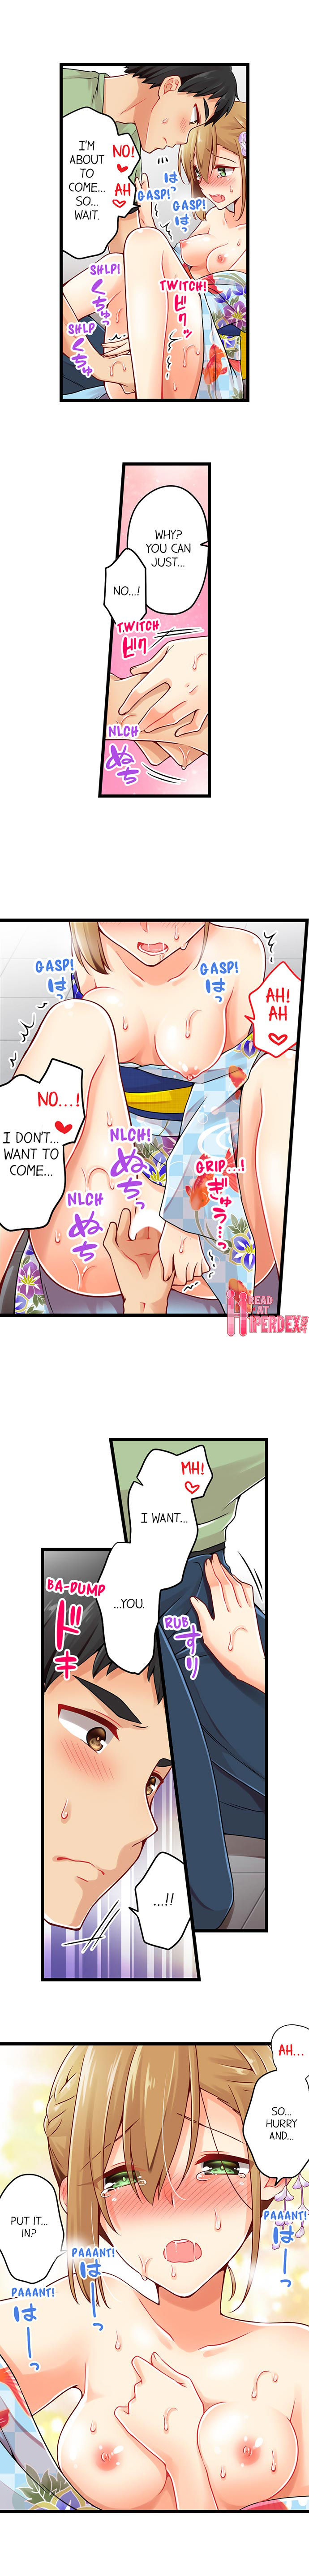 I'M
ABOUT
TO
COME...
SO...
WAIT.
NO!
AH
GASP!
はっ
GASP!
はっ
SHLP!
くちゅっ
SHLP
くちゅ
TWITCH!
ビクッ
WHY?
YOU CAN
JUST...
NO...!
TWITCH
ビク
NLCH
ぬち
GASP!
はっ
GASP!
はっ
AH!
AH
NO...!
I DON'T...
WANT TO
COME...
NLCH!
ぬちっ
NLCH
ぬち
GRIP...!
ぎゅう…っ
READ
AT
HIPERDEX
MH!
I WANT...
...YOU.
BA-DUMP
ドキ
RUB
すり
...!!
AH...
SO...
HURRY
AND...
PUT IT...
IN?
PAAANT!
はーっ
PAAANT!
はーっ
PAAANT!
はーっ